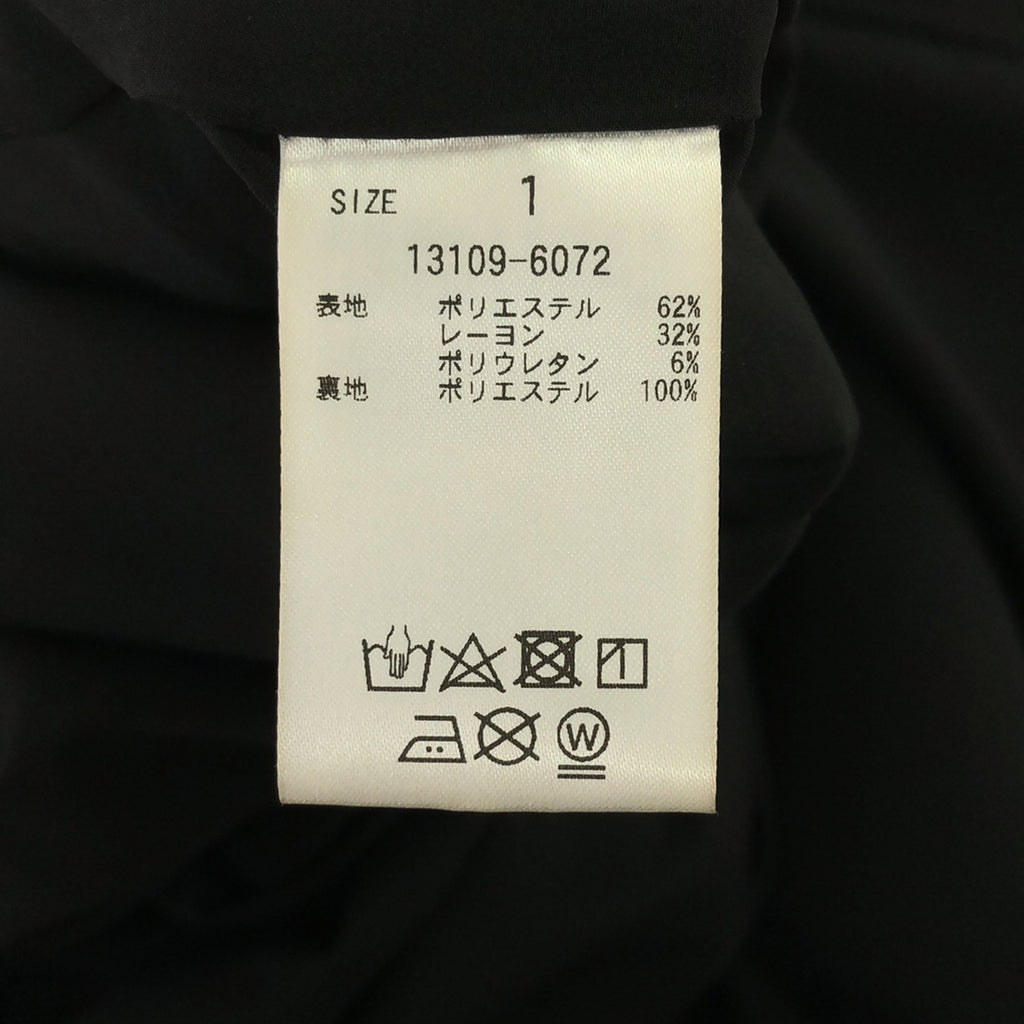 SIZE 1
13109-6072
表地 ポリエステル 62%
レーヨン 32%
ポリウレタン 6%
裏地 ポリエステル 100%
W